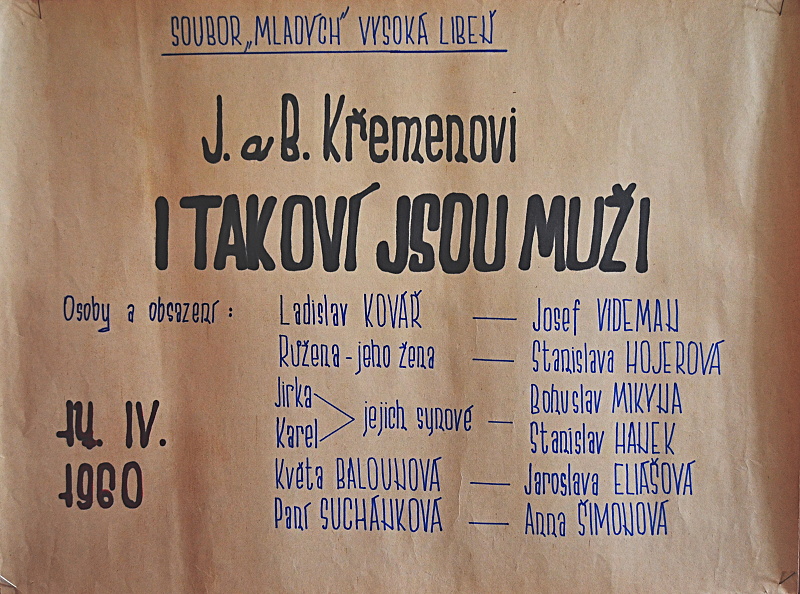 SOUBOR „MLADÝCH" VYSOKÁ LIBEŇ
J. a B. Křemenovi
I TAKOVÍ JSOU MUŽI
Osoby a obsazení :
Ladislav KOVÁŘ — Josef VIDEMAN
Růžena - jeho žena — Stanislava HOJEROVÁ
Jirka
Karel
jejich synové —
Bohuslav MIKYNA
Stanislav HANEK
Květa BALOUNOVÁ — Jaroslava ELIÁŠOVÁ
Paní SUCHÁNKOVÁ — Anna ŠIMONOVÁ
14. IV.
1960